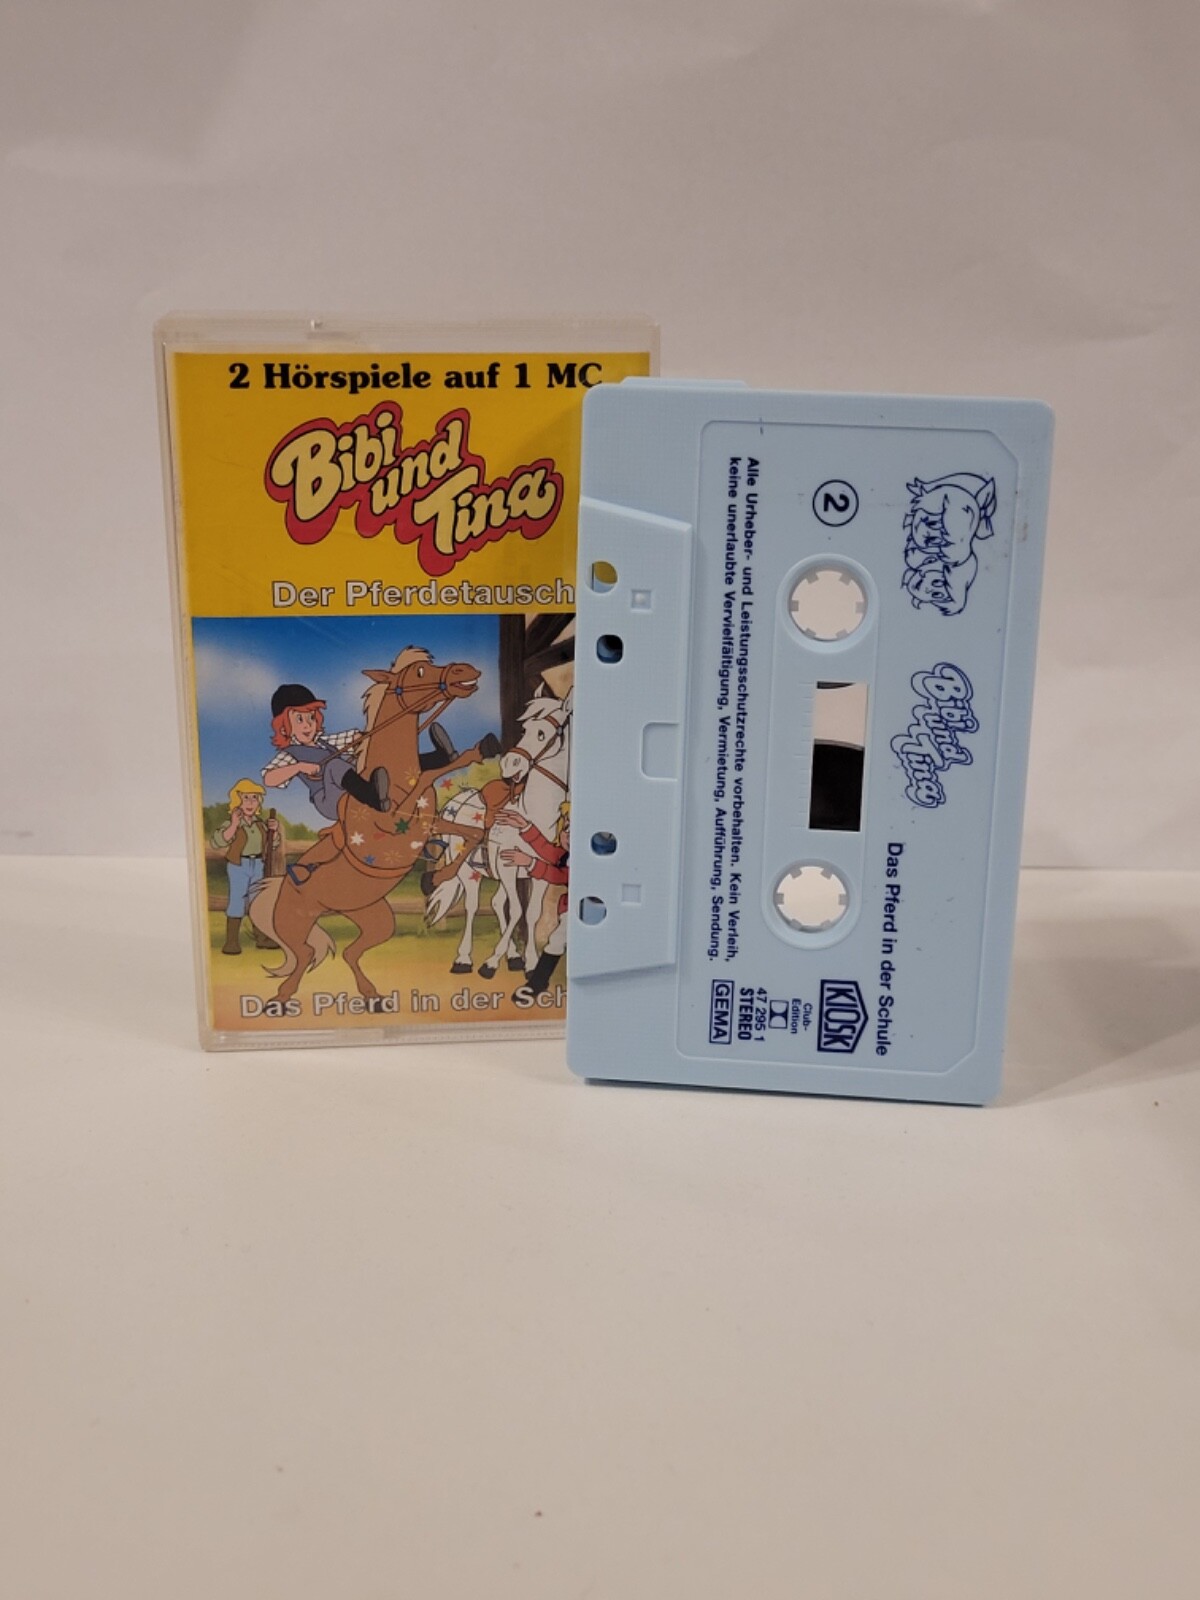 2 Hörspiele auf 1 MC
Bibi
und
Tina
Der Pferdetausch
Das Pferd in der Sch
Bibi
und
Tina
Das Pferd in der Schule
2
KIOSK
Club-
Edition
47 295 1
STEREO
GEMA
Alle Urheber- und Leistungsschutzrechte vorbehalten. Kein Verleih,
keine unerlaubte Vervielfältigung, Vermietung, Aufführung, Sendung.